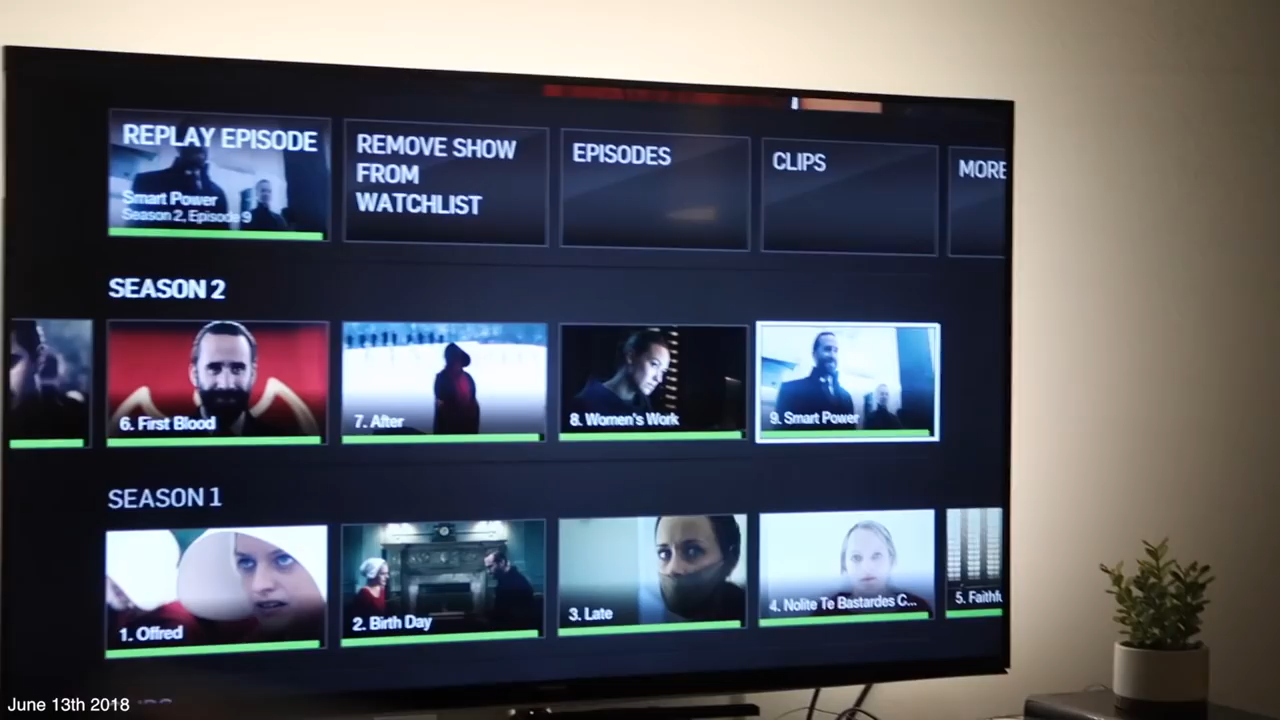 REPLAY EPISODE
Smart Power
Season 2, Episode 9
REMOVE SHOW
FROM
WATCHLIST
EPISODES
CLIPS
MORE
SEASON 2
6. First Blood
7. After
8. Women's Work
9. Smart Power
SEASON 1
1. Offred
2. Birth Day
3. Late
4. Nolite Te Bastardes C...
5. Faithfu
June 13th 2018